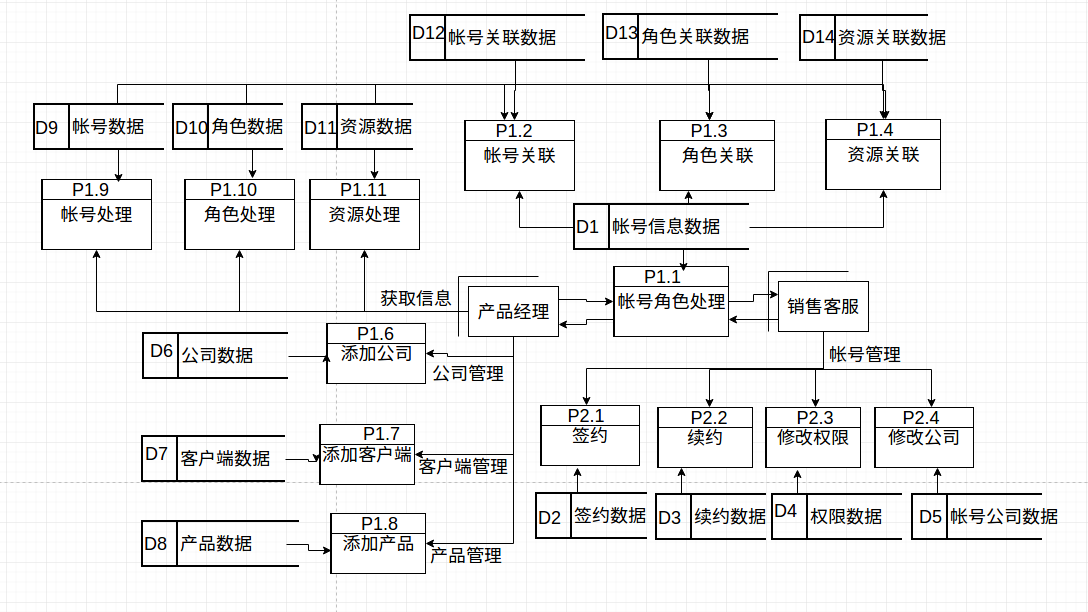 D12 帐号关联数据
D13 角色关联数据
D14 资源关联数据
D9 帐号数据
D10 角色数据
D11 资源数据
P1.2
帐号关联
P1.3
角色关联
P1.4
资源关联
P1.9
帐号处理
P1.10
角色处理
P1.11
资源处理
D1 帐号信息数据
P1.1
帐号角色处理
获取信息
产品经理
销售客服
D6 公司数据
P1.6
添加公司
公司管理
帐号管理
P2.1
签约
P2.2
续约
P2.3
修改权限
P2.4
修改公司
D7 客户端数据
P1.7
添加客户端
客户端管理
D2 签约数据
D3 续约数据
D4 权限数据
D5 帐号公司数据
D8 产品数据
P1.8
添加产品
产品管理